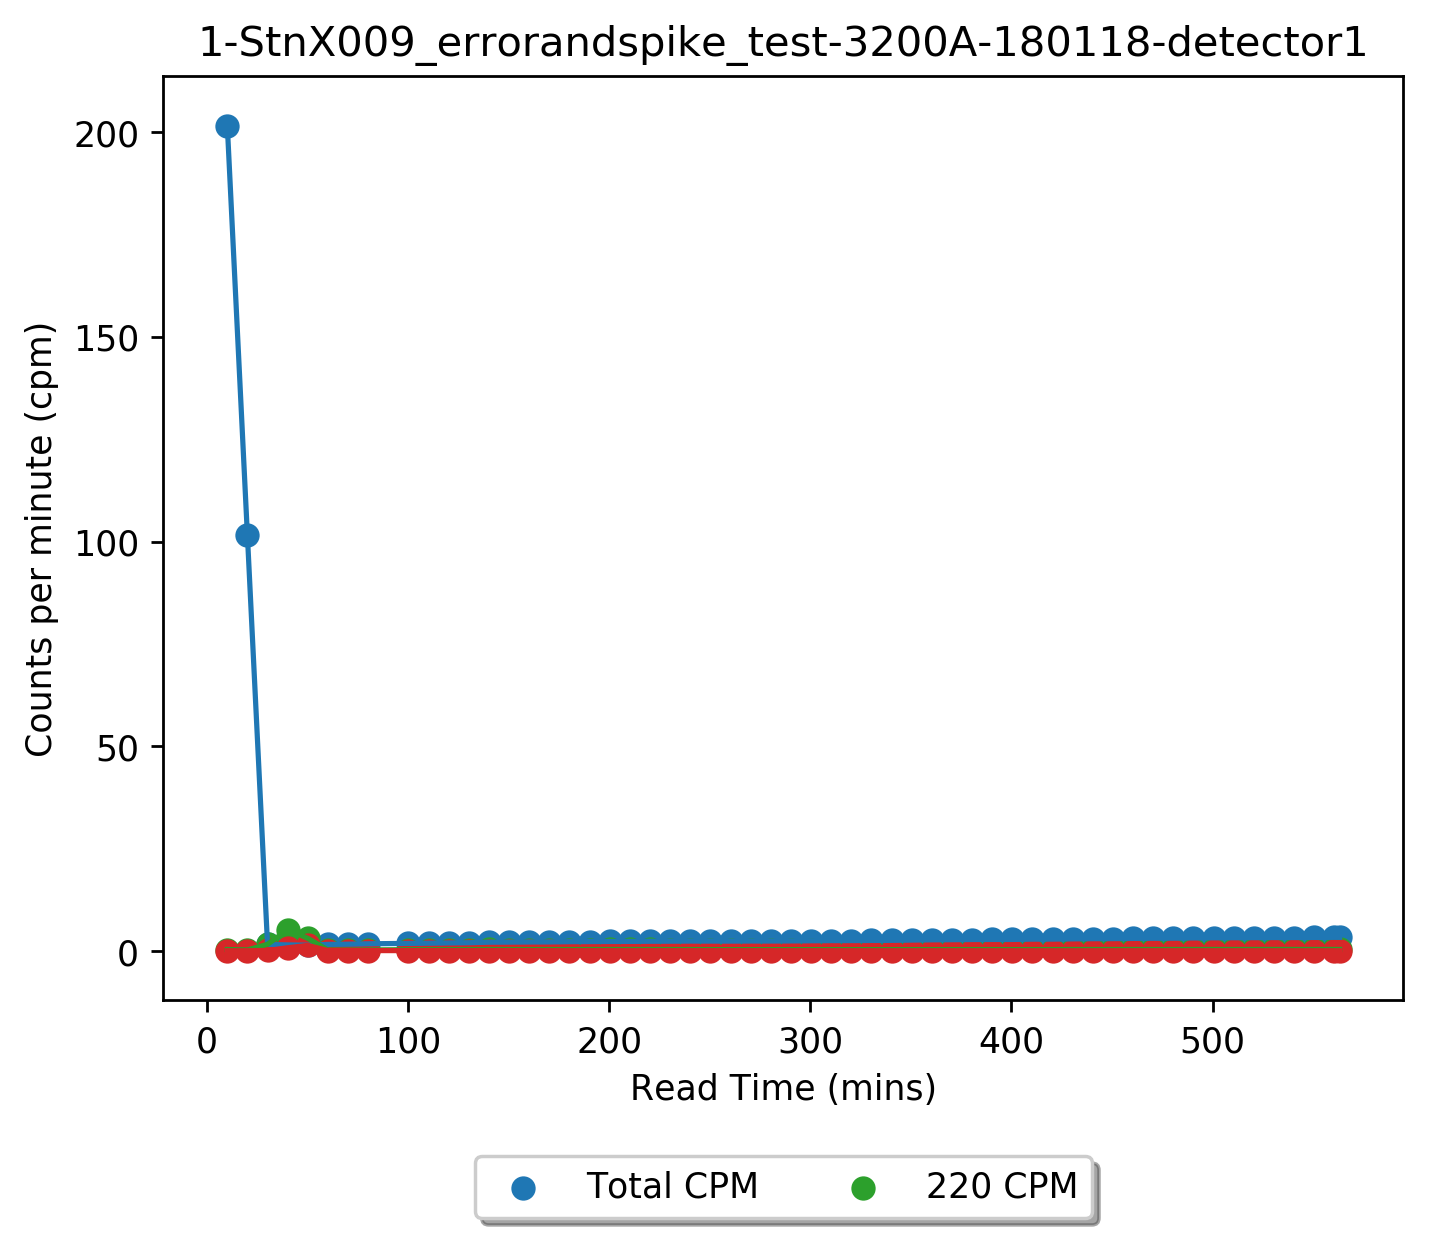 1-StnX009_errorandspike_test-3200A-180118-detector1
Counts per minute (cpm)
200
150
100
50
0
0 100 200 300 400 500
Read Time (mins)
Total CPM 220 CPM